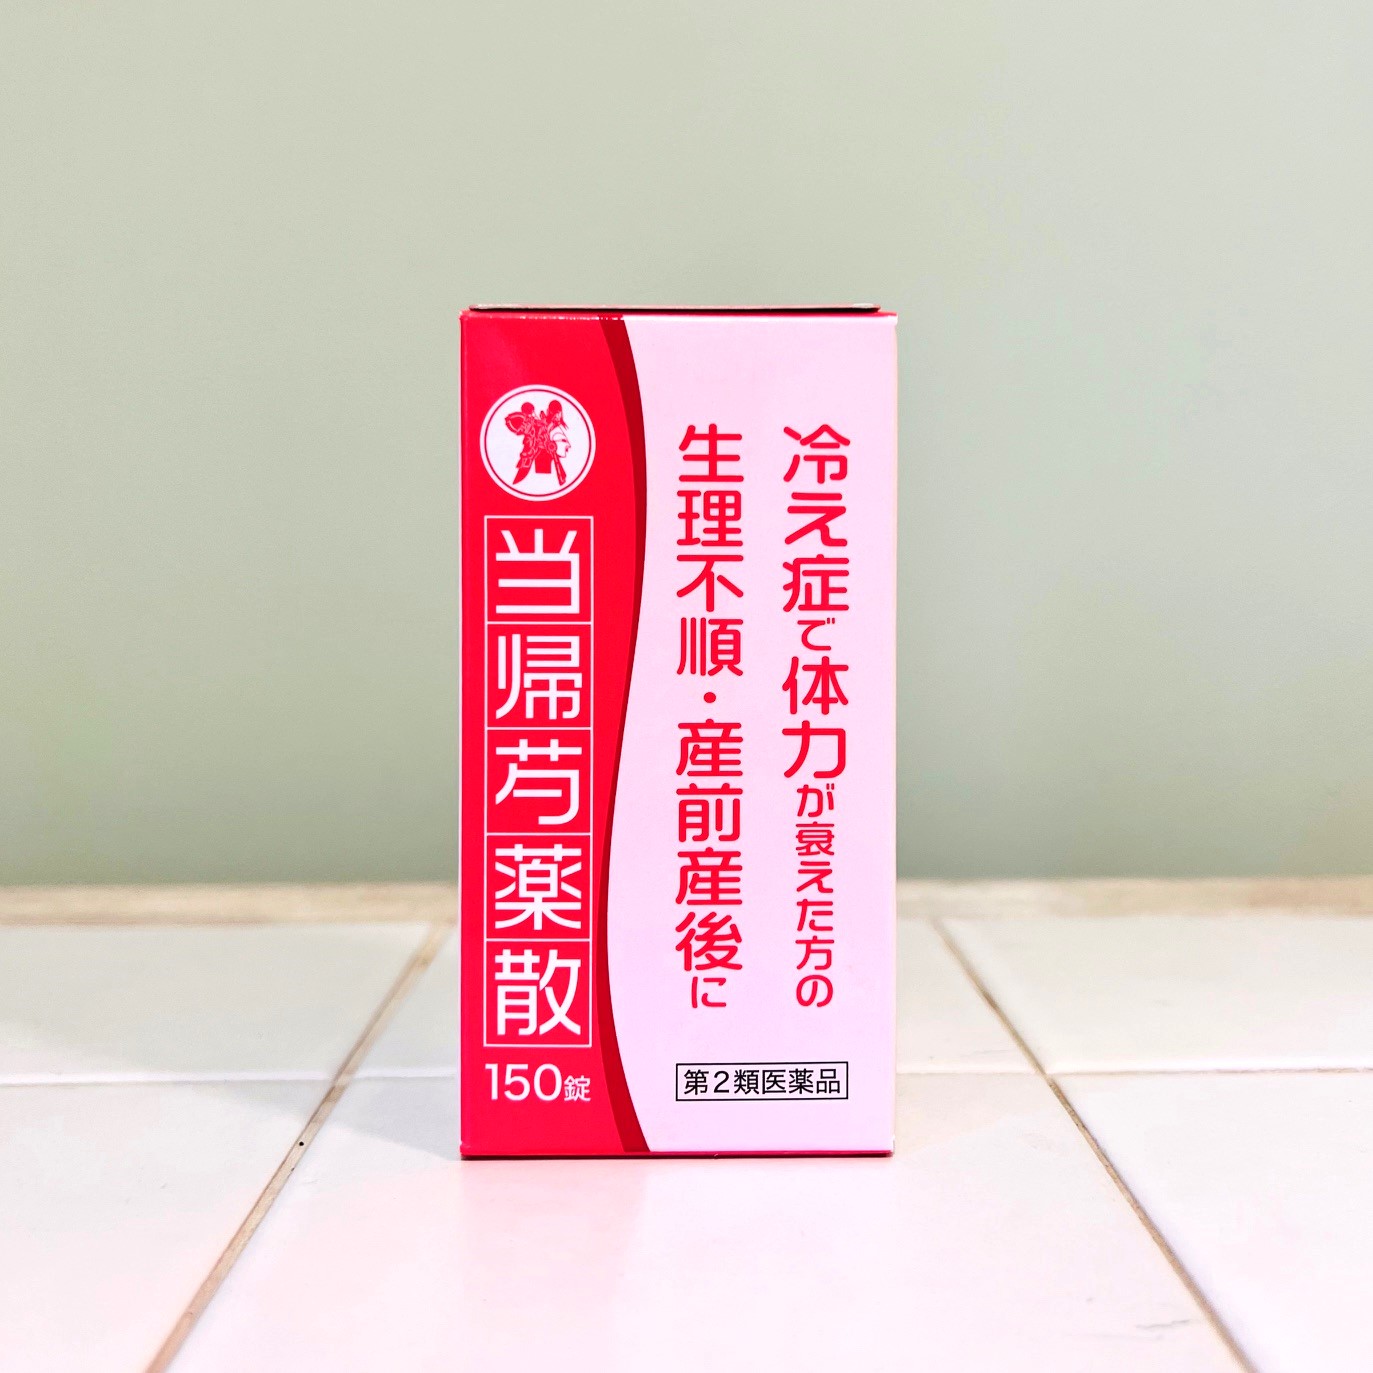 冷え症で体力が衰えた方の
生理不順・産前産後に
当帰芍薬散
150錠
第2類医薬品